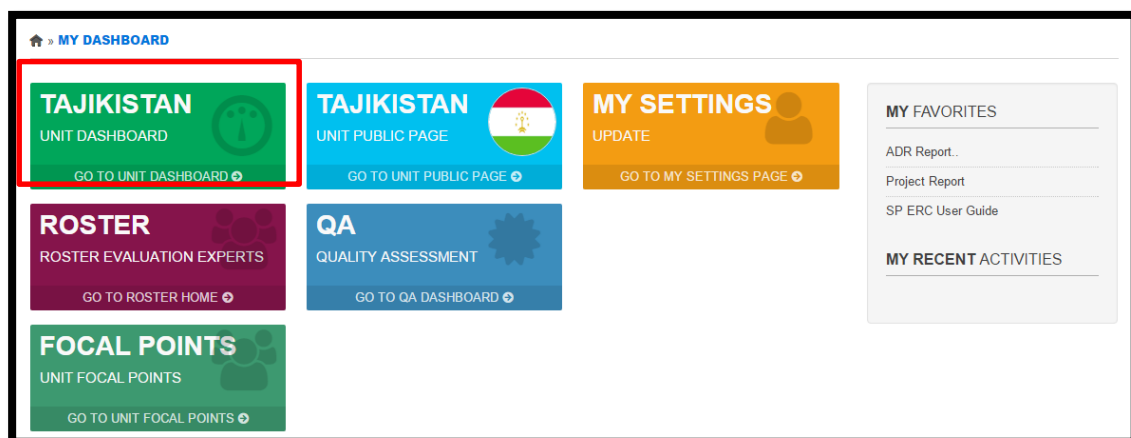 » MY DASHBOARD
TAJIKISTAN
UNIT DASHBOARD
GO TO UNIT DASHBOARD
TAJIKISTAN
UNIT PUBLIC PAGE
GO TO UNIT PUBLIC PAGE
MY SETTINGS
UPDATE
GO TO MY SETTINGS PAGE
ROSTER
ROSTER EVALUATION EXPERTS
GO TO ROSTER HOME
QA
QUALITY ASSESSMENT
GO TO QA DASHBOARD
FOCAL POINTS
UNIT FOCAL POINTS
GO TO UNIT FOCAL POINTS
MY FAVORITES
ADR Report..
Project Report
SP ERC User Guide
MY RECENT ACTIVITIES